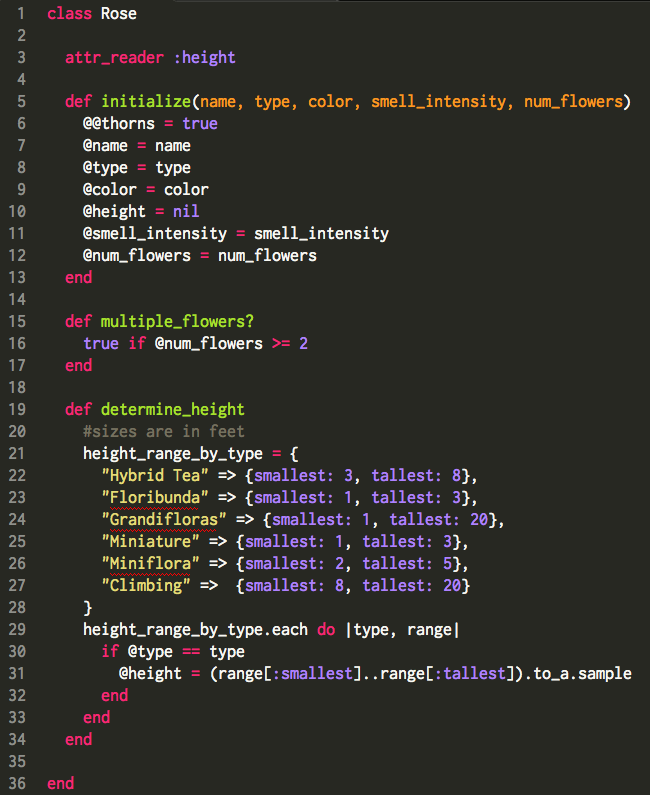 1 class Rose
2
3   attr_reader :height
4
5   def initialize(name, type, color, smell_intensity, num_flowers)
6     @@thorns = true
7     @name = name
8     @type = type
9     @color = color
10     @height = nil
11     @smell_intensity = smell_intensity
12     @num_flowers = num_flowers
13   end
14
15   def multiple_flowers?
16     true if @num_flowers >= 2
17   end
18
19   def determine_height
20     #sizes are in feet
21     height_range_by_type = {
22       "Hybrid Tea" => {smallest: 3, tallest: 8},
23       "Floribunda" => {smallest: 1, tallest: 3},
24       "Grandifloras" => {smallest: 1, tallest: 20},
25       "Miniature" => {smallest: 1, tallest: 3},
26       "Miniflora" => {smallest: 2, tallest: 5},
27       "Climbing" =>  {smallest: 8, tallest: 20}
28     }
29     height_range_by_type.each do |type, range|
30       if @type == type
31         @height = (range[:smallest]..range[:tallest]).to_a.sample
32       end
33     end
34   end
35
36 end